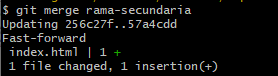 $ git merge rama-secundaria
Updating 256c27f..57a4cdd
Fast-forward
 index.html | 1 +
 1 file changed, 1 insertion(+)